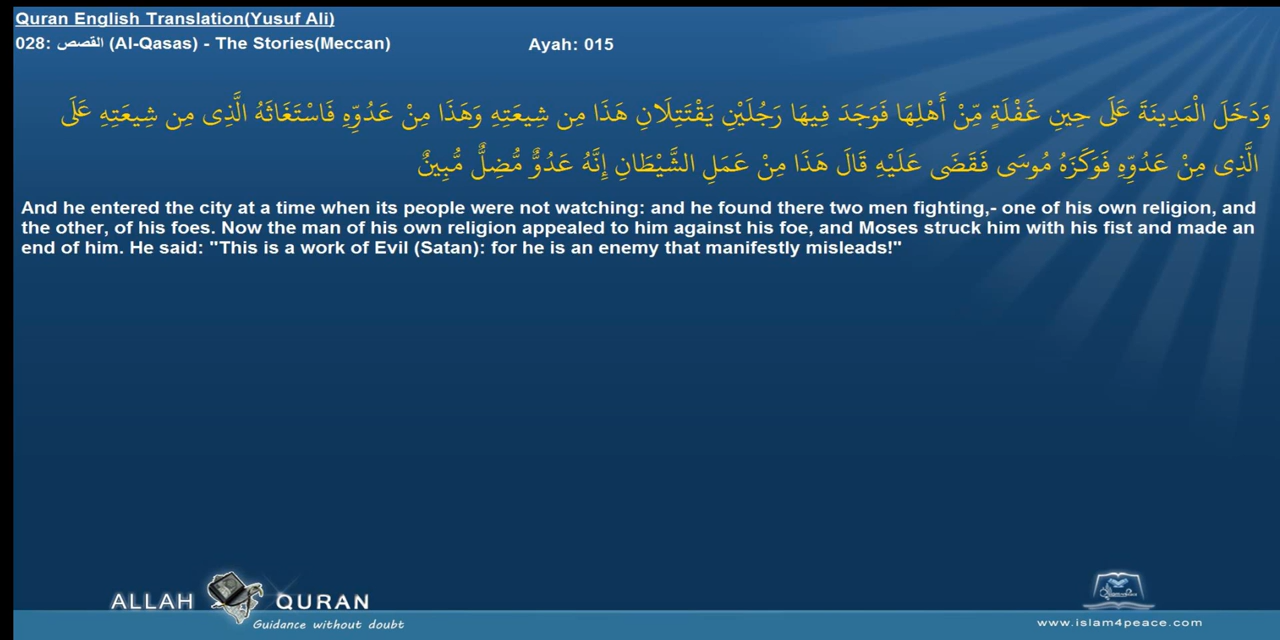 Quran English Translation(Yusuf Ali)
028: القصص (Al-Qasas) - The Stories(Meccan)
Ayah: 015
وَدَخَلَ الْمَدِينَةَ عَلَى حِينِ غَفْلَةٍ مِّنْ أَهْلِهَا فَوَجَدَ فِيهَا رَجُلَيْنِ يَقْتَتِلَانِ هَذَا مِن شِيعَتِهِ وَهَذَا مِنْ عَدُوِّهِ فَاسْتَغَاثَهُ الَّذِى مِن شِيعَتِهِ عَلَى
الَّذِى مِنْ عَدُوِّهِ فَوَكَزَهُ مُوسَى فَقَضَى عَلَيْهِ قَالَ هَذَا مِنْ عَمَلِ الشَّيْطَانِ إِنَّهُ عَدُوٌّ مُّضِلٌّ مُّبِينٌ
And he entered the city at a time when its people were not watching: and he found there two men fighting,- one of his own religion, and
the other, of his foes. Now the man of his own religion appealed to him against his foe, and Moses struck him with his fist and made an
end of him. He said: "This is a work of Evil (Satan): for he is an enemy that manifestly misleads!"
ALLAH QURAN
Guidance without doubt
www.islam4peace.com